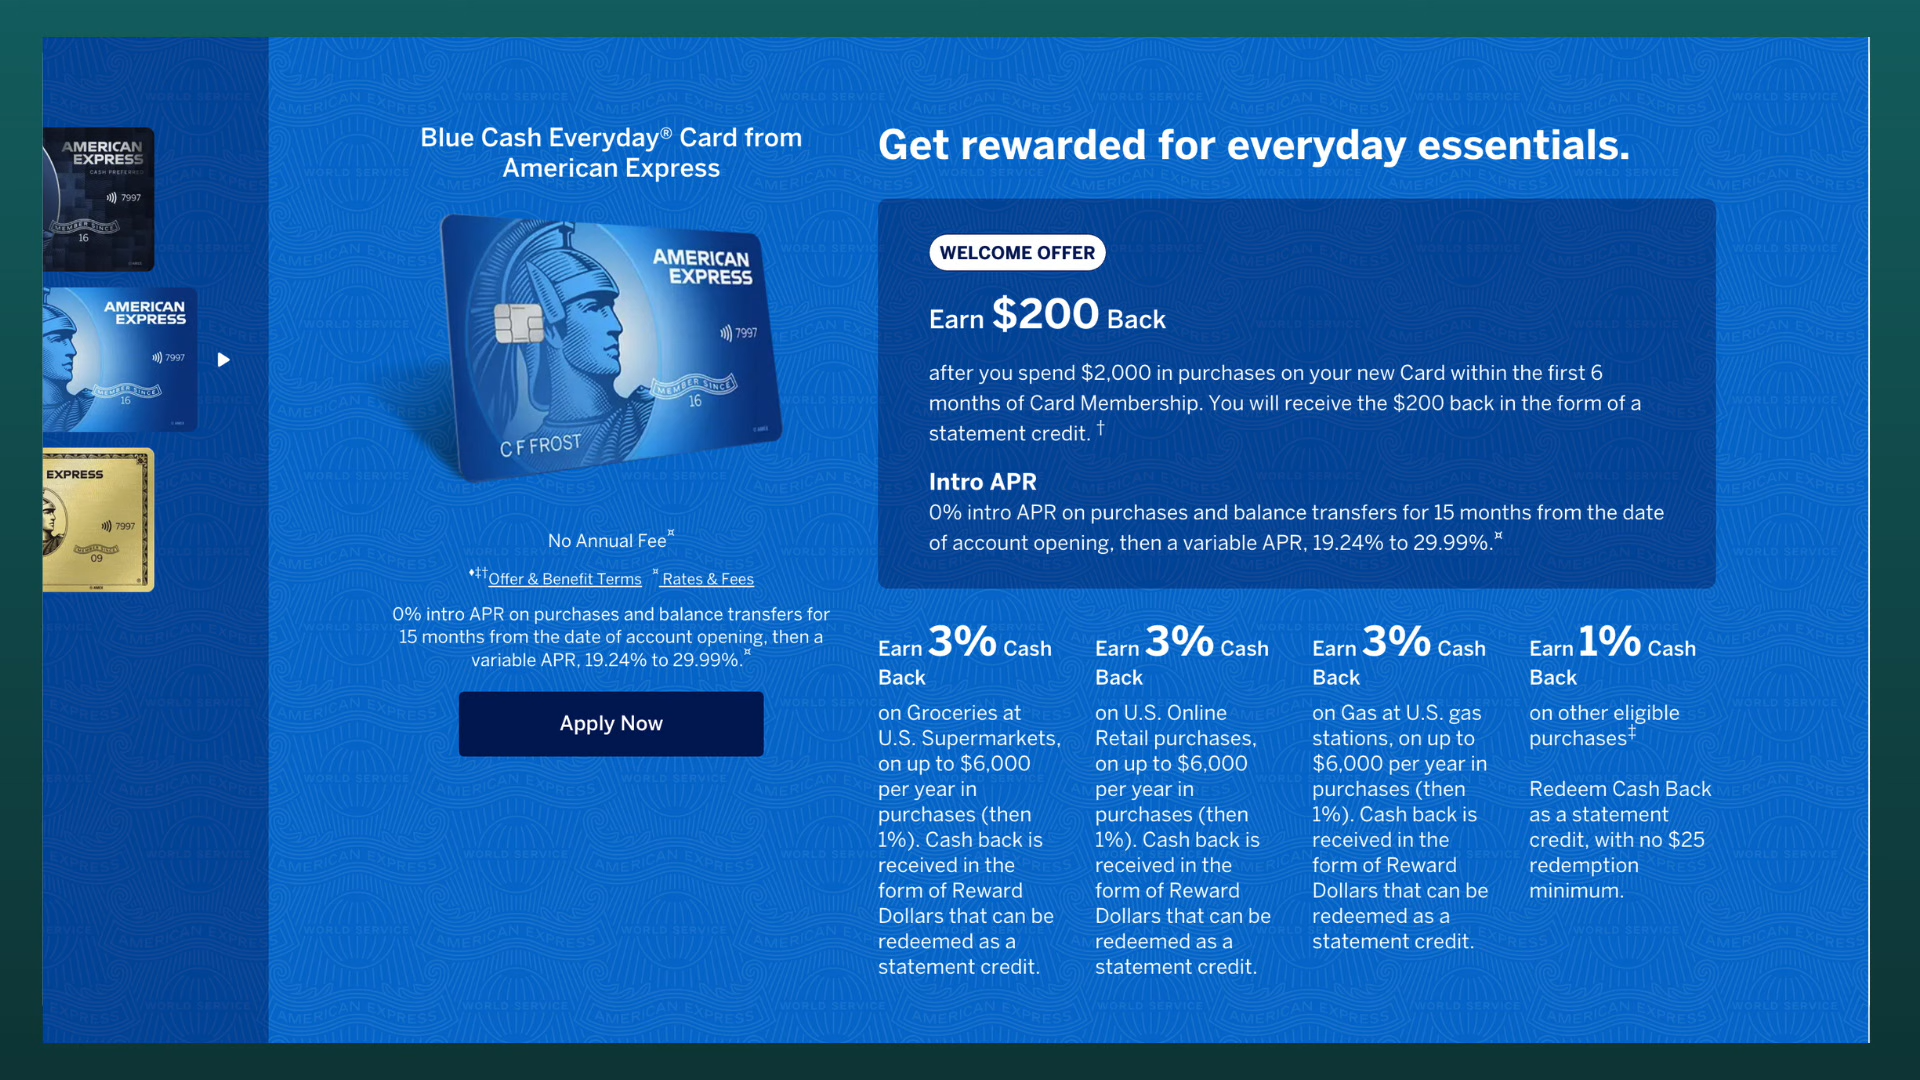 AMERICAN
EXPRESS
CASH PREFERRED
7997
MEMBER SINCE
16
AMERICAN
EXPRESS
7997
MEMBER SINCE
16
EXPRESS
7997
MEMBER SINCE
09
Blue Cash Everyday® Card from
American Express
AMERICAN
EXPRESS
7997
MEMBER SINCE
16
C F FROST
No Annual Fee¤
♦‡†Offer & Benefit Terms ¤ Rates & Fees
0% intro APR on purchases and balance transfers for
15 months from the date of account opening, then a
variable APR, 19.24% to 29.99%.¤
Apply Now
Get rewarded for everyday essentials.
WELCOME OFFER
Earn $200 Back
after you spend $2,000 in purchases on your new Card within the first 6
months of Card Membership. You will receive the $200 back in the form of a
statement credit. †
Intro APR
0% intro APR on purchases and balance transfers for 15 months from the date
of account opening, then a variable APR, 19.24% to 29.99%.¤
Earn 3% Cash
Back
on Groceries at
U.S. Supermarkets,
on up to $6,000
per year in
purchases (then
1%). Cash back is
received in the
form of Reward
Dollars that can be
redeemed as a
statement credit.
Earn 3% Cash
Back
on U.S. Online
Retail purchases,
on up to $6,000
per year in
purchases (then
1%). Cash back is
received in the
form of Reward
Dollars that can be
redeemed as a
statement credit.
Earn 3% Cash
Back
on Gas at U.S. gas
stations, on up to
$6,000 per year in
purchases (then
1%). Cash back is
received in the
form of Reward
Dollars that can be
redeemed as a
statement credit.
Earn 1% Cash
Back
on other eligible
purchases‡
Redeem Cash Back
as a statement
credit, with no $25
redemption
minimum.